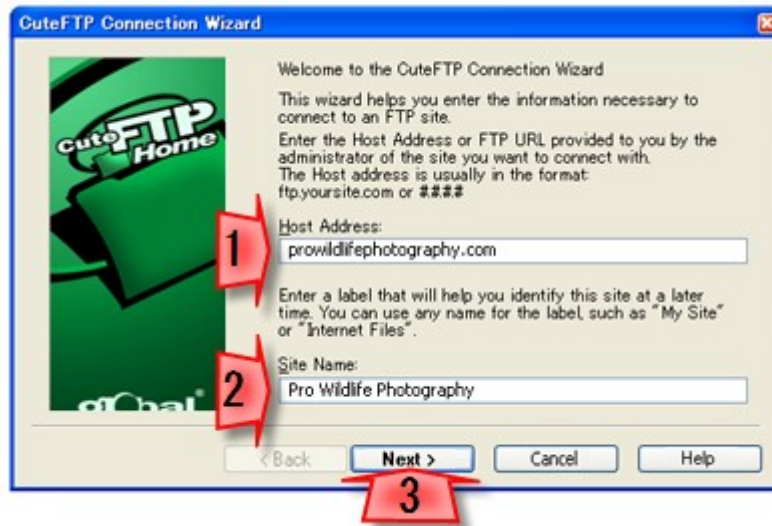 CuteFTP Connection Wizard
Welcome to the CuteFTP Connection Wizard
This wizard helps you enter the information necessary to
connect to an FTP site.
Enter the Host Address or FTP URL provided to you by the
administrator of the site you want to connect with.
The Host address is usually in the format:
ftp.yoursite.com or #.#.#.#
cuteFTP
Home
Host Address:
1
prowildlifephotography.com
Enter a label that will help you identify this site at a later
time. You can use any name for the label, such as "My Site"
or "Internet Files".
Site Name:
2
Pro Wildlife Photography
< Back
Next >
Cancel
Help
3